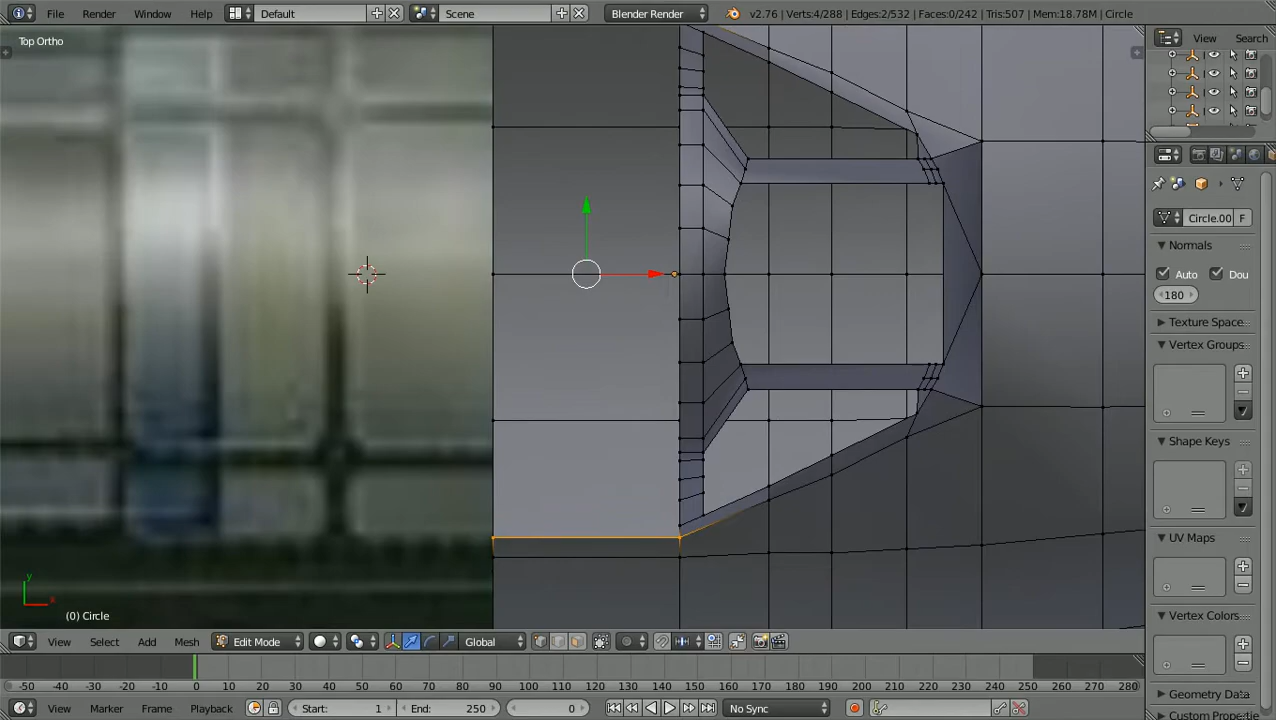 File Render Window Help Default Scene Blender Render v2.76 | Verts:4/288 | Edges:2/532 | Faces:0/242 | Tris:507 | Mem:18.78M | Circle
Top Ortho
View Search
Circle.00 F
Normals
Auto Dou
180
Texture Space
Vertex Groups
Shape Keys
UV Maps
Vertex Colors
Geometry Data
Custom Properties
y
x
(0) Circle
View Select Add Mesh Edit Mode Global
-50 -40 -30 -20 -10 0 10 20 30 40 50 60 70 80 90 100 110 120 130 140 150 160 170 180 190 200 210 220 230 240 250 260 270 280
View Marker Frame Playback Start: 1 End: 250 0 No Sync